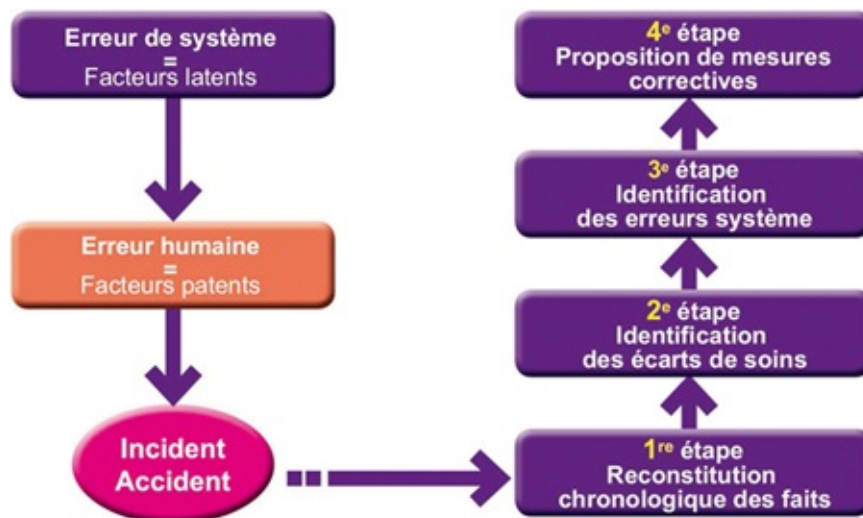 Erreur de système
=
Facteurs latents
Erreur humaine
=
Facteurs patents
Incident
Accident
4e étape
Proposition de mesures
correctives
3e étape
Identification
des erreurs système
2e étape
Identification
des écarts de soins
1re étape
Reconstitution
chronologique des faits